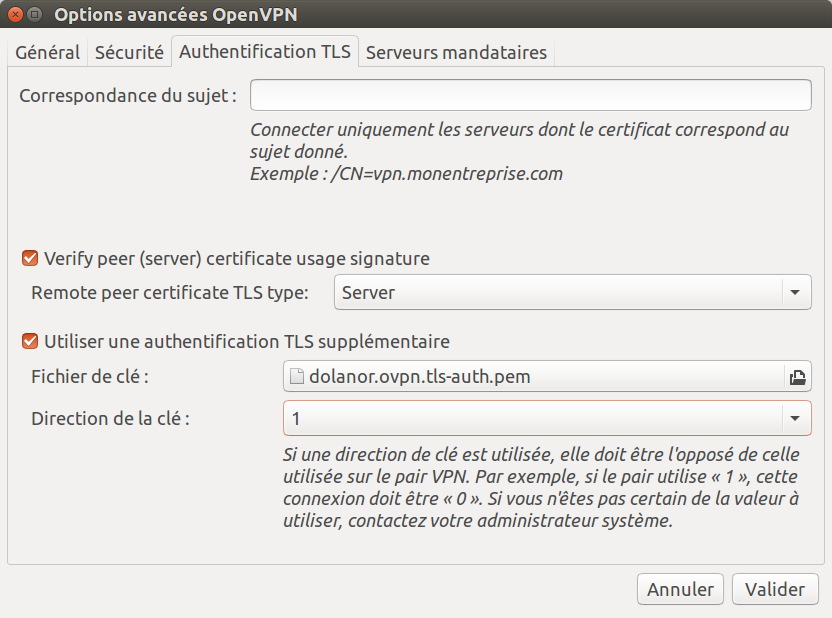 Options avancées OpenVPN
Général
Sécurité
Authentification TLS
Serveurs mandataires
Correspondance du sujet :
Connecter uniquement les serveurs dont le certificat correspond au
sujet donné.
Exemple : /CN=vpn.monentreprise.com
Verify peer (server) certificate usage signature
Remote peer certificate TLS type:
Server
Utiliser une authentification TLS supplémentaire
Fichier de clé :
dolanor.ovpn.tls-auth.pem
Direction de la clé :
1
Si une direction de clé est utilisée, elle doit être l'opposé de celle
utilisée sur le pair VPN. Par exemple, si le pair utilise « 1 », cette
connexion doit être « 0 ». Si vous n'êtes pas certain de la valeur à
utiliser, contactez votre administrateur système.
Annuler
Valider